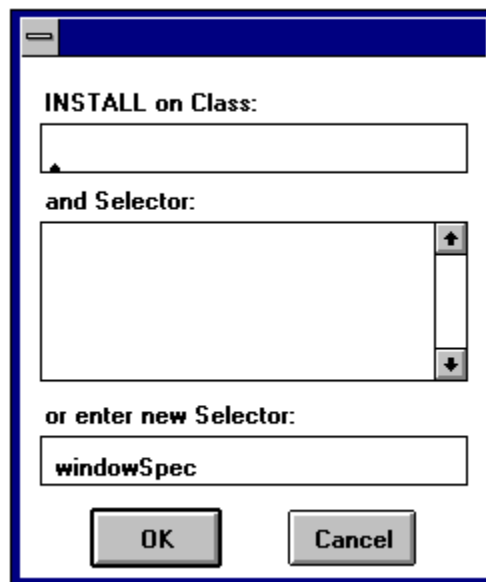 INSTALL on Class:
and Selector:
or enter new Selector:
windowSpec
OK Cancel